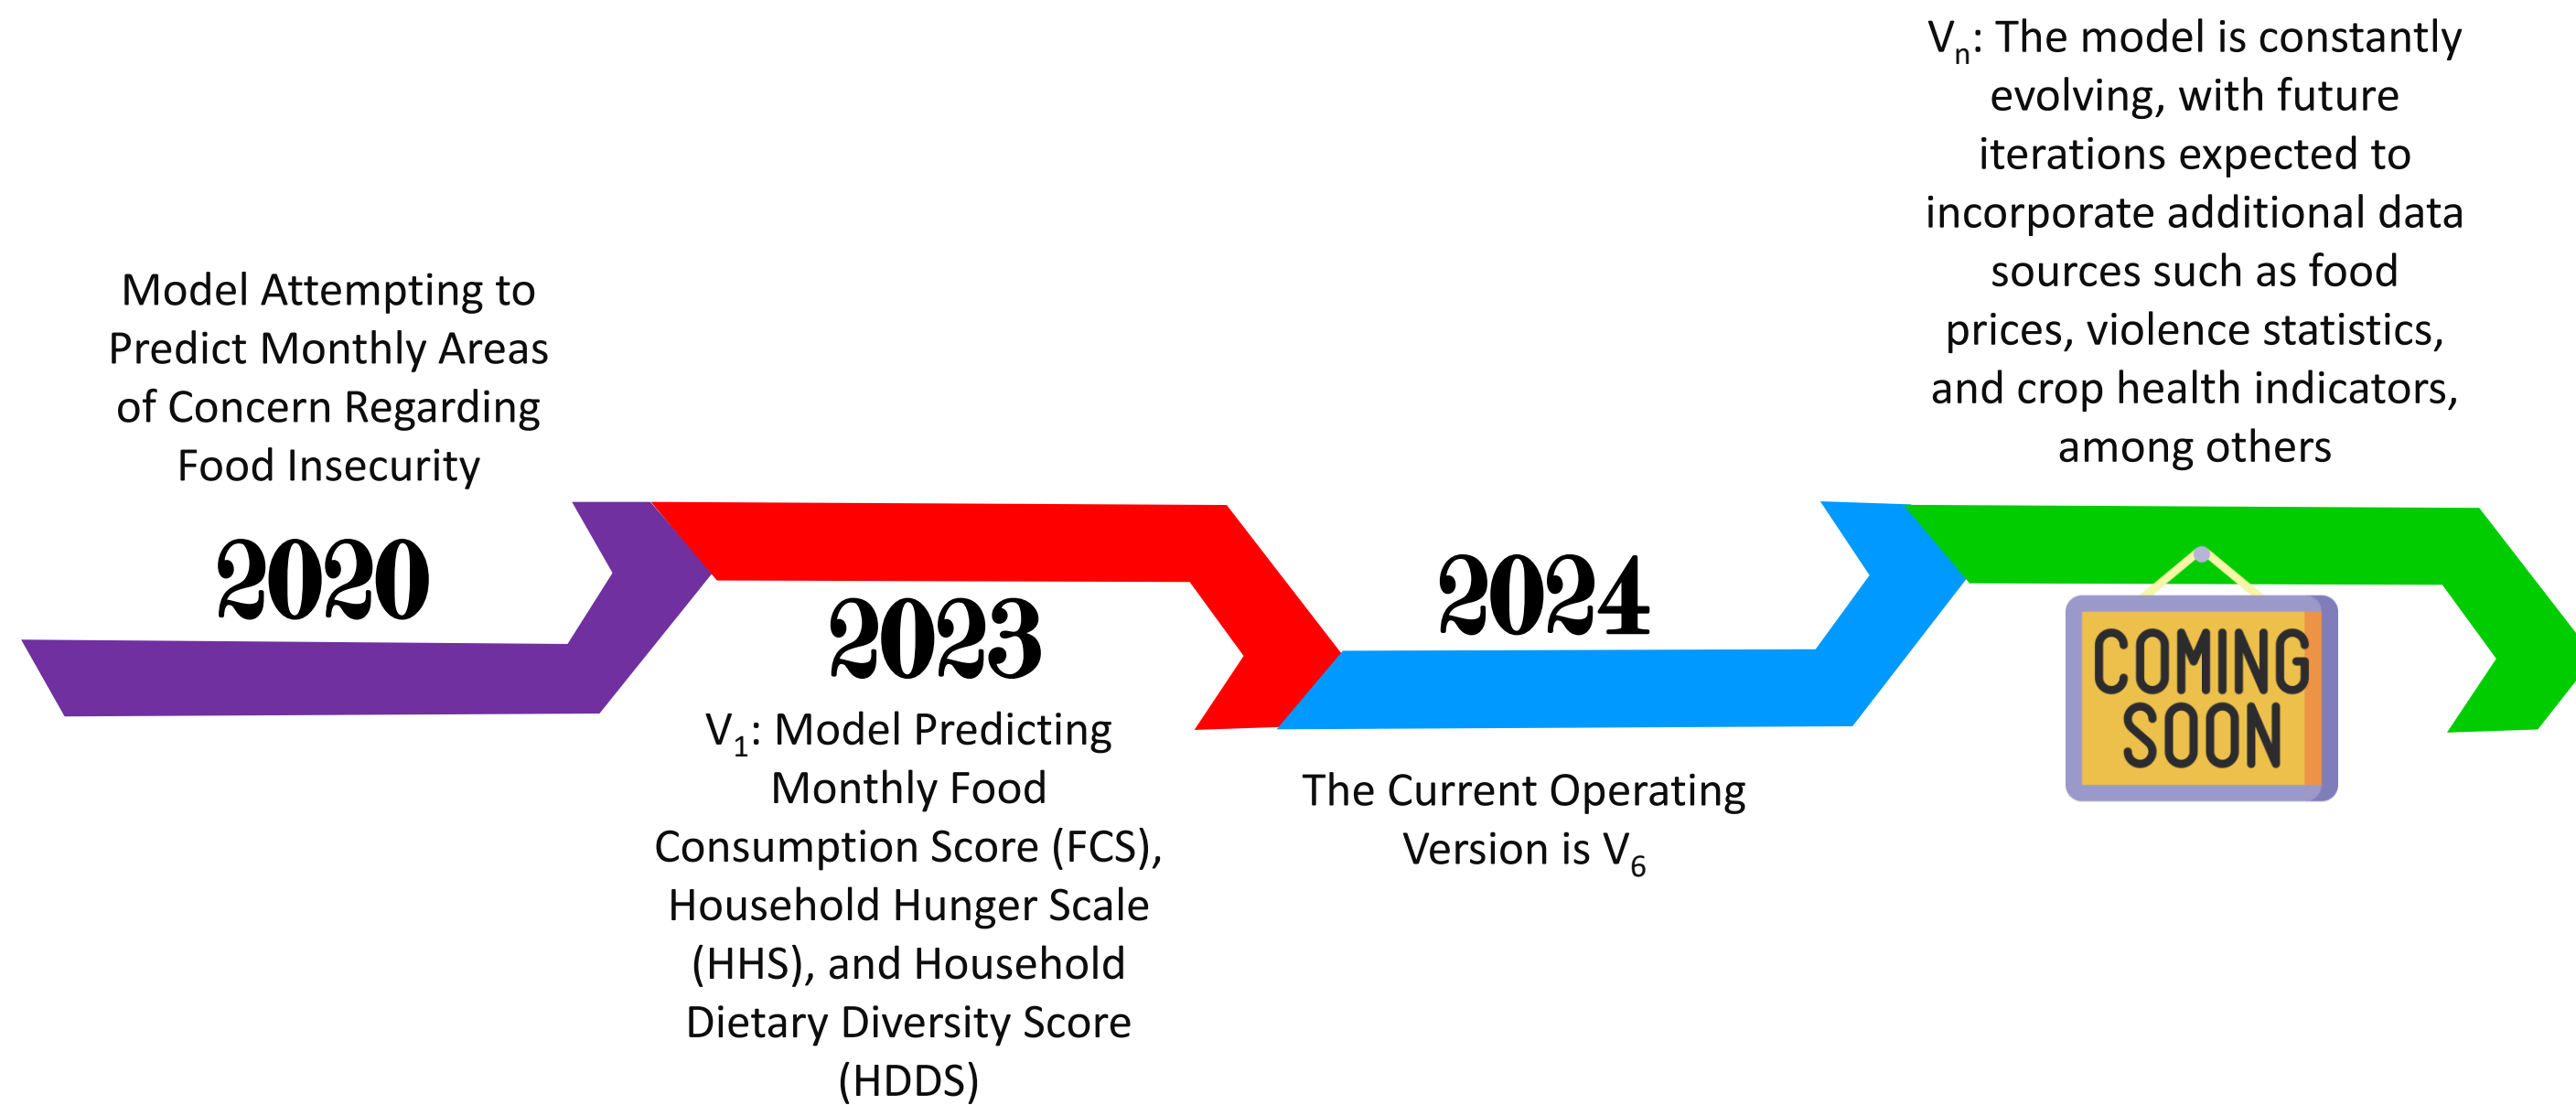 Model Attempting to
Predict Monthly Areas
of Concern Regarding
Food Insecurity
2020
2023
V₁: Model Predicting
Monthly Food
Consumption Score (FCS),
Household Hunger Scale
(HHS), and Household
Dietary Diversity Score
(HDDS)
2024
The Current Operating
Version is V₆
Vₙ: The model is constantly
evolving, with future
iterations expected to
incorporate additional data
sources such as food
prices, violence statistics,
and crop health indicators,
among others
COMING
SOON